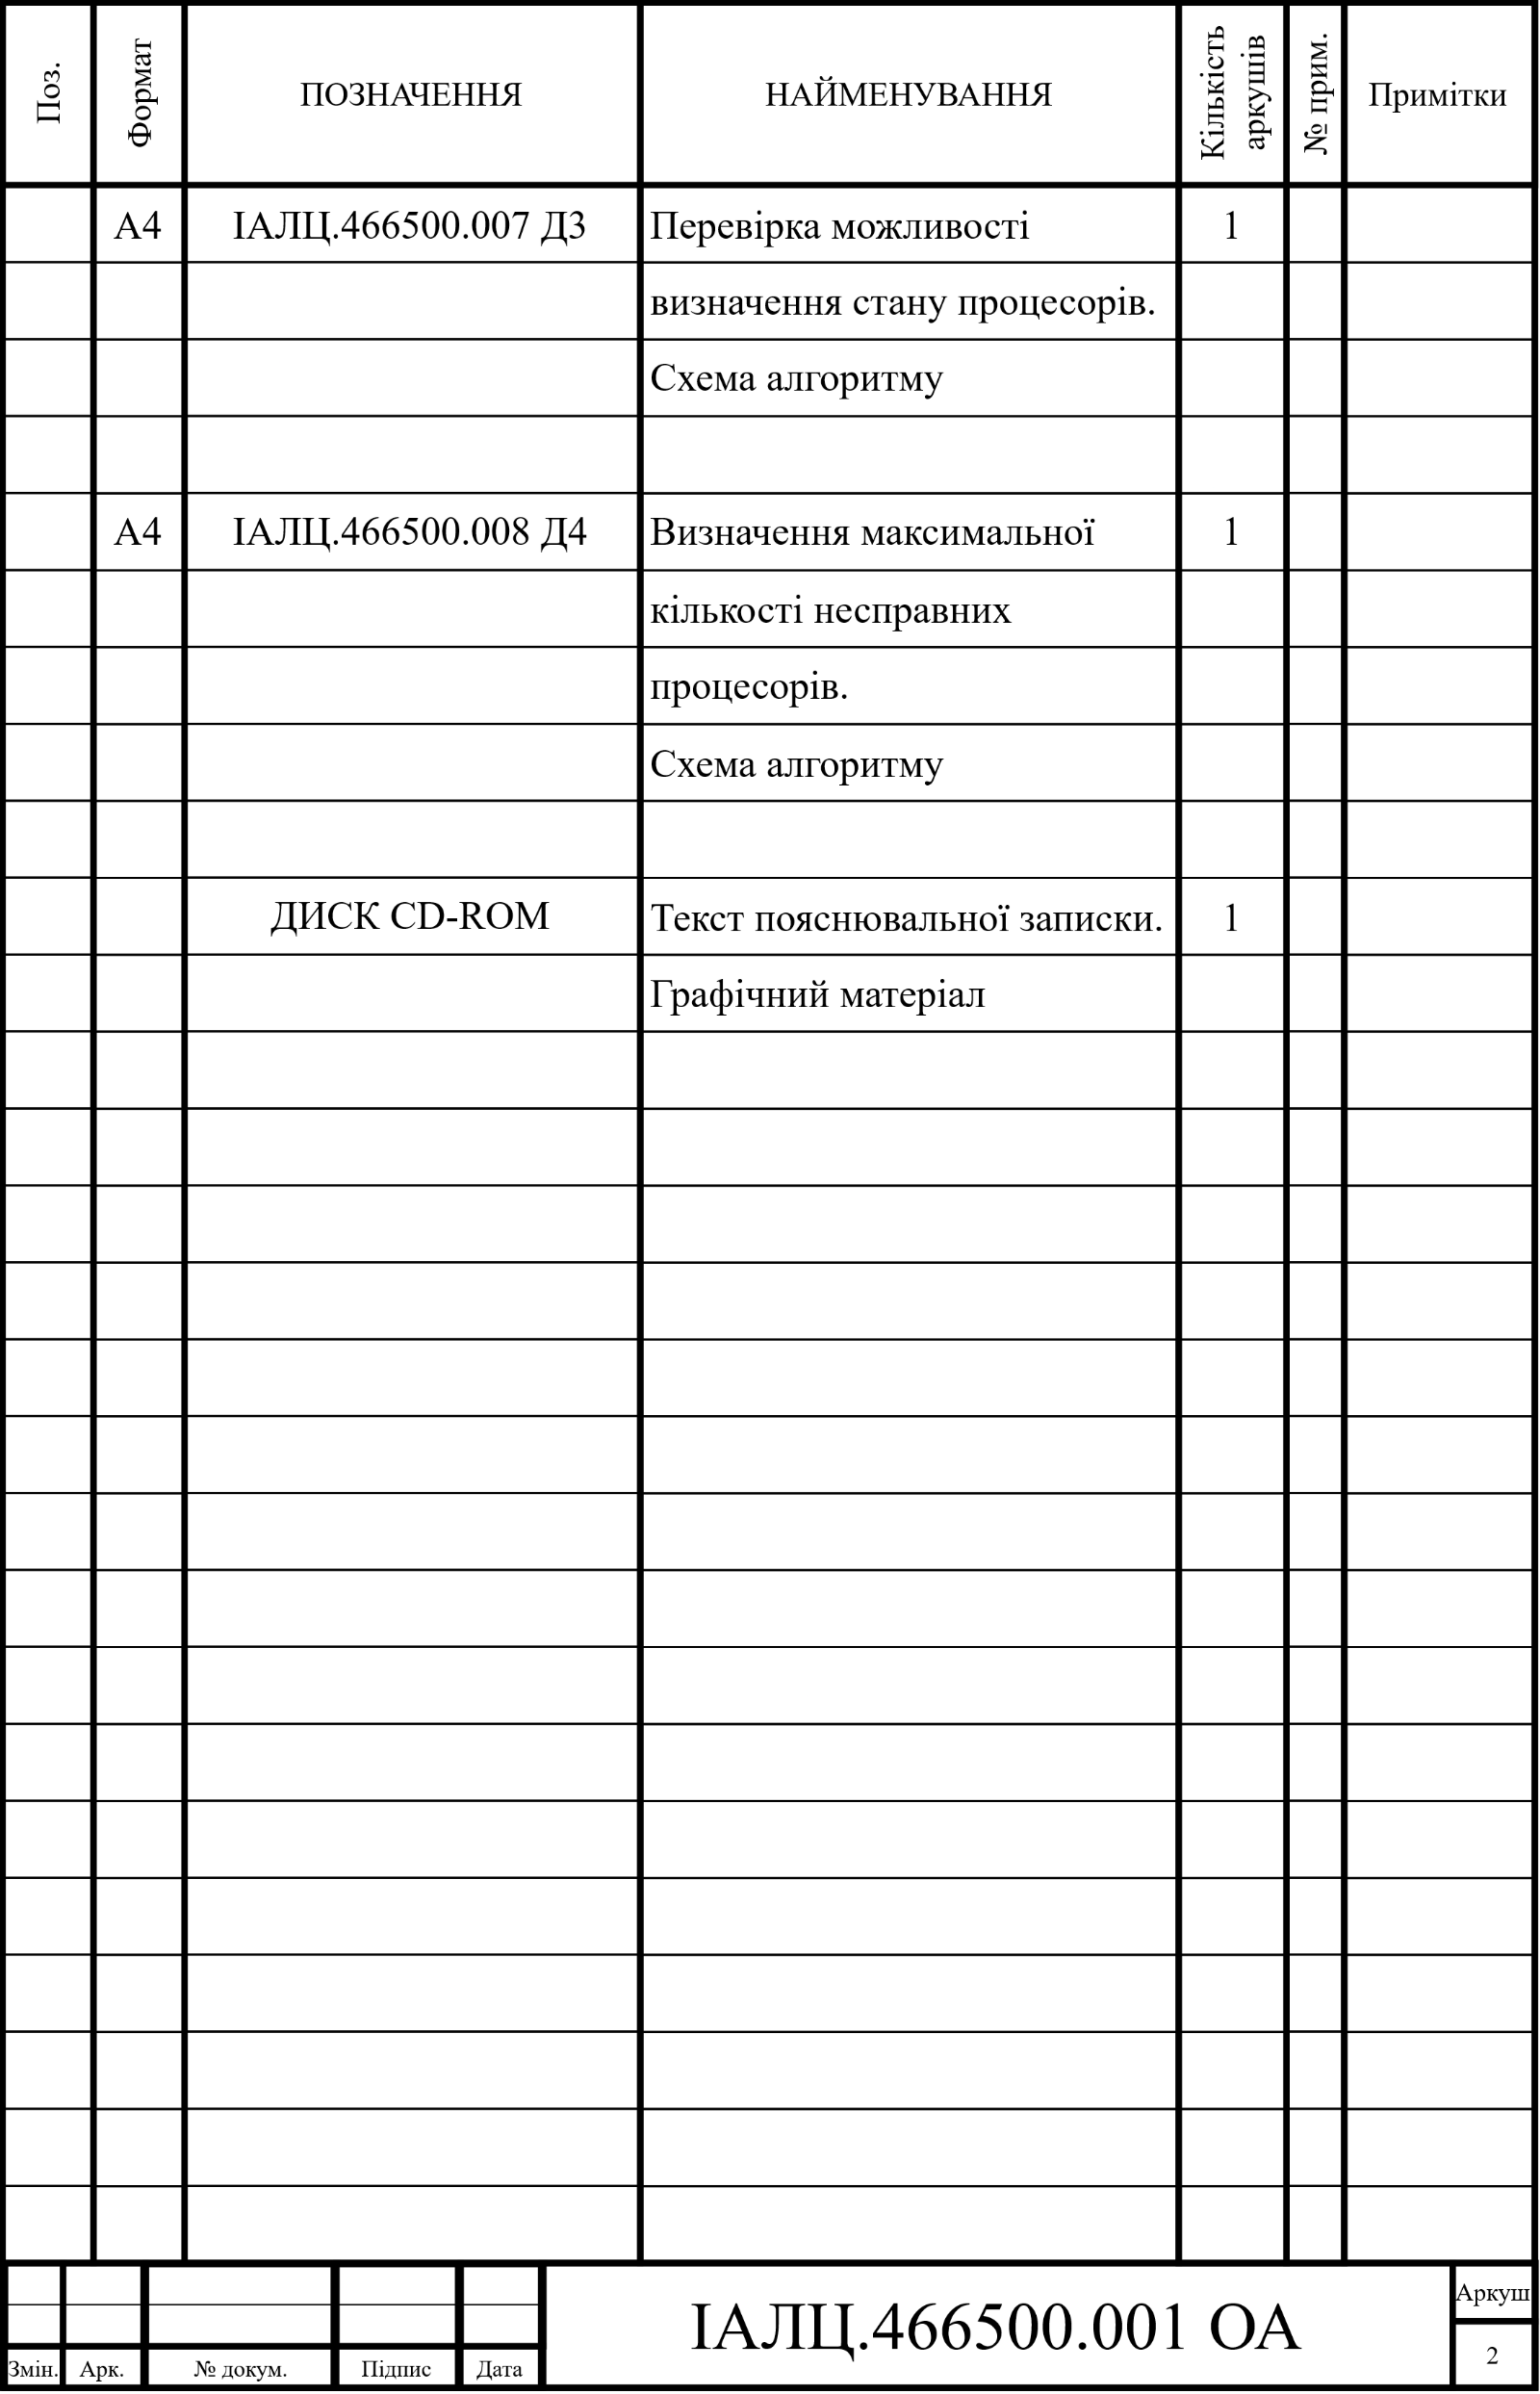 Поз.
Формат
ПОЗНАЧЕННЯ
НАЙМЕНУВАННЯ
Кількість
аркушів
№ прим.
Примітки
А4 ІАЛЦ.466500.007 Д3 Перевірка можливості 1
визначення стану процесорів.
Схема алгоритму
А4 ІАЛЦ.466500.008 Д4 Визначення максимальної 1
кількості несправних
процесорів.
Схема алгоритму
ДИСК CD-ROM Текст пояснювальної записки. 1
Графічний матеріал
ІАЛЦ.466500.001 ОА
Аркуш
2
Змін. Арк. № докум. Підпис Дата